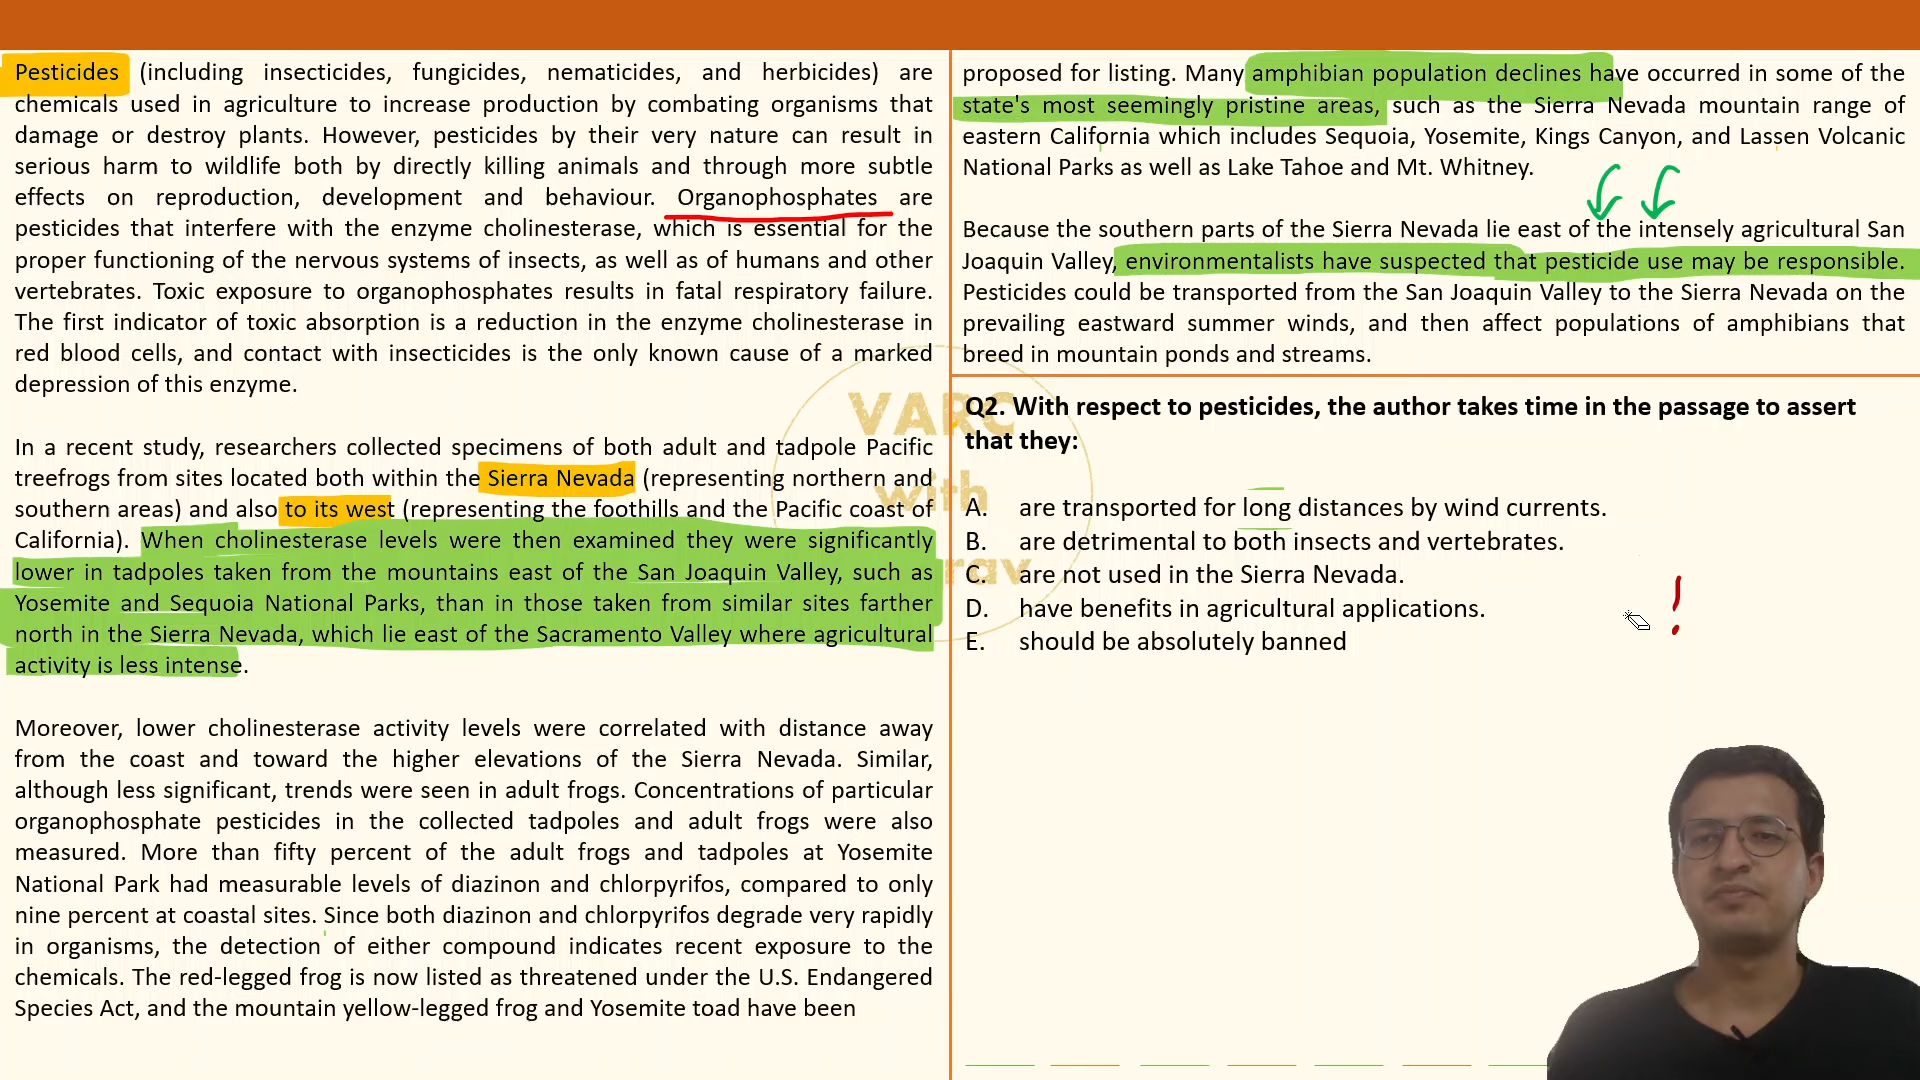 Pesticides (including insecticides, fungicides, nematicides, and herbicides) are
chemicals used in agriculture to increase production by combating organisms that
damage or destroy plants. However, pesticides by their very nature can result in
serious harm to wildlife both by directly killing animals and through more subtle
effects on reproduction, development and behaviour. Organophosphates are
pesticides that interfere with the enzyme cholinesterase, which is essential for the
proper functioning of the nervous systems of insects, as well as of humans and other
vertebrates. Toxic exposure to organophosphates results in fatal respiratory failure.
The first indicator of toxic absorption is a reduction in the enzyme cholinesterase in
red blood cells, and contact with insecticides is the only known cause of a marked
depression of this enzyme.
In a recent study, researchers collected specimens of both adult and tadpole Pacific
treefrogs from sites located both within the Sierra Nevada (representing northern and
southern areas) and also to its west (representing the foothills and the Pacific coast of
California). When cholinesterase levels were then examined they were significantly
lower in tadpoles taken from the mountains east of the San Joaquin Valley, such as
Yosemite and Sequoia National Parks, than in those taken from similar sites farther
north in the Sierra Nevada, which lie east of the Sacramento Valley where agricultural
activity is less intense.
Moreover, lower cholinesterase activity levels were correlated with distance away
from the coast and toward the higher elevations of the Sierra Nevada. Similar,
although less significant, trends were seen in adult frogs. Concentrations of particular
organophosphate pesticides in the collected tadpoles and adult frogs were also
measured. More than fifty percent of the adult frogs and tadpoles at Yosemite
National Park had measurable levels of diazinon and chlorpyrifos, compared to only
nine percent at coastal sites. Since both diazinon and chlorpyrifos degrade very rapidly
in organisms, the detection of either compound indicates recent exposure to the
chemicals. The red-legged frog is now listed as threatened under the U.S. Endangered
Species Act, and the mountain yellow-legged frog and Yosemite toad have been
proposed for listing. Many amphibian population declines have occurred in some of the
state's most seemingly pristine areas, such as the Sierra Nevada mountain range of
eastern California which includes Sequoia, Yosemite, Kings Canyon, and Lassen Volcanic
National Parks as well as Lake Tahoe and Mt. Whitney.
Because the southern parts of the Sierra Nevada lie east of the intensely agricultural San
Joaquin Valley, environmentalists have suspected that pesticide use may be responsible.
Pesticides could be transported from the San Joaquin Valley to the Sierra Nevada on the
prevailing eastward summer winds, and then affect populations of amphibians that
breed in mountain ponds and streams.
Q2. With respect to pesticides, the author takes time in the passage to assert
that they:
A. are transported for long distances by wind currents.
B. are detrimental to both insects and vertebrates.
C. are not used in the Sierra Nevada.
D. have benefits in agricultural applications.
E. should be absolutely banned
!
VARC
with